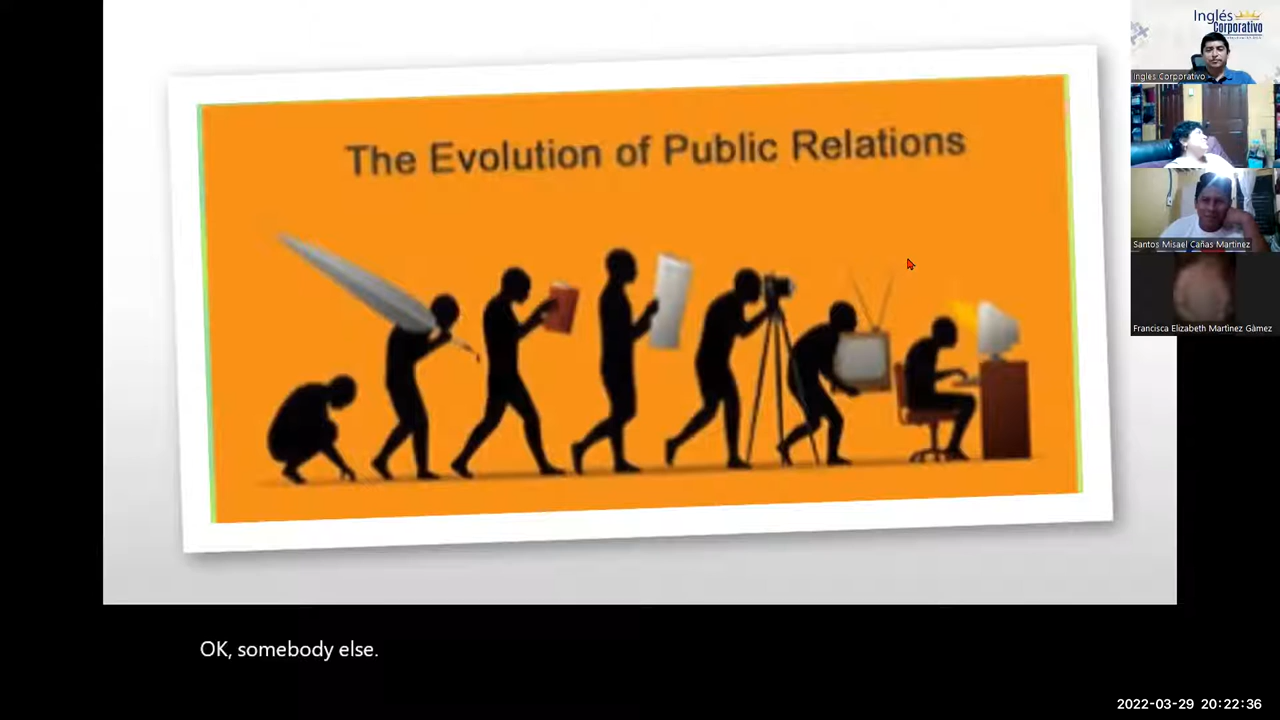 The Evolution of Public Relations
Inglés
Corporativo
Ingles Corporativo
Santos Misael Cañas Martinez
Francisca Elizabeth Martinez Gàmez
OK, somebody else.
2022-03-29 20:22:36